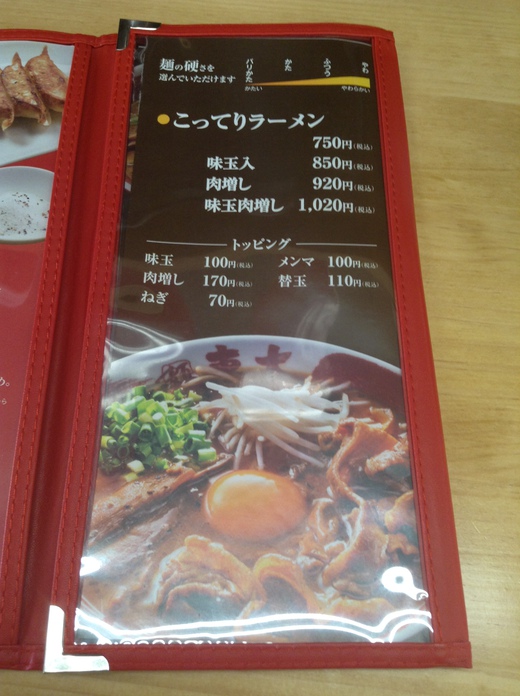 麺の硬さを
選んでいただけます
バリかた かた ふつう やわ
かたい やわらかい
こってりラーメン
750円(税込)
味玉入 850円(税込)
肉増し 920円(税込)
味玉肉増し 1,020円(税込)
トッピング
味玉 100円(税込) メンマ 100円(税込)
肉増し 170円(税込) 替玉 110円(税込)
ねぎ 70円(税込)
東大